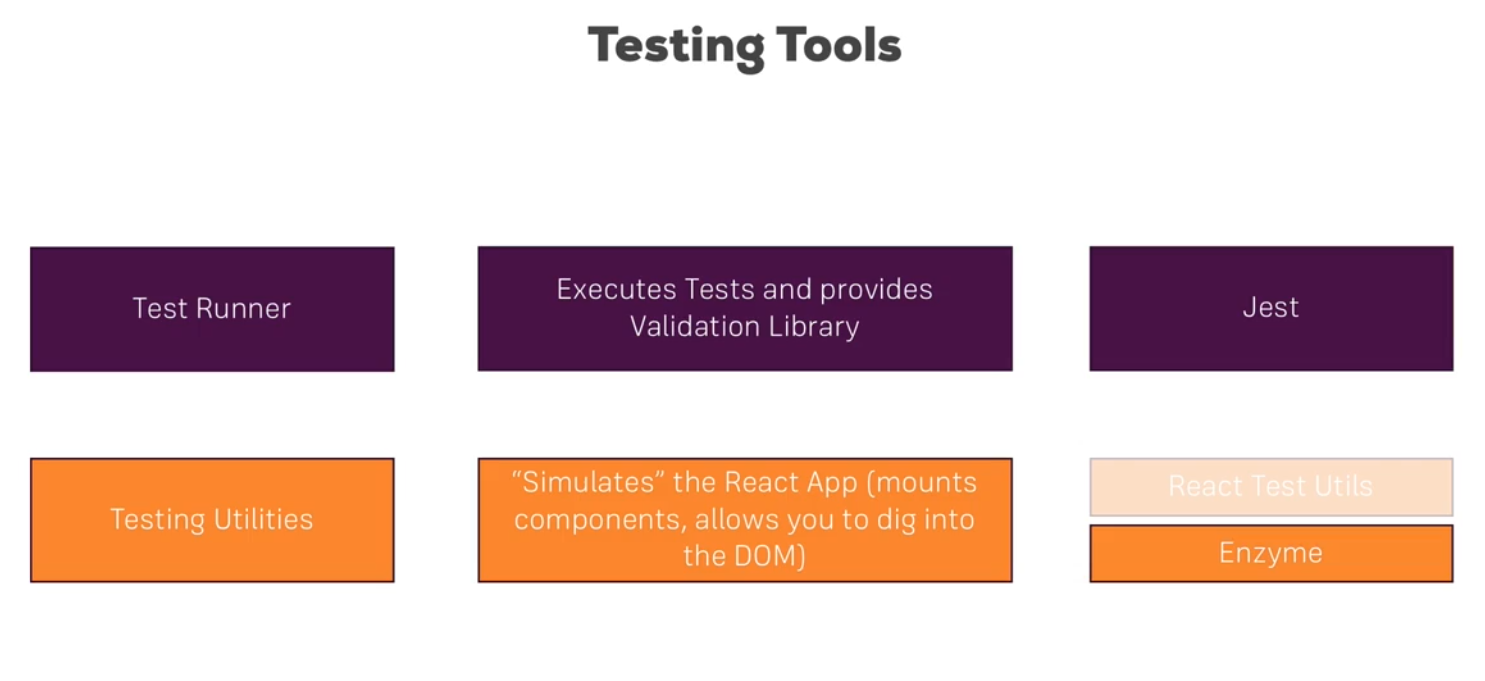 Testing Tools
Test Runner
Executes Tests and provides
Validation Library
Jest
Testing Utilities
“Simulates” the React App (mounts
components, allows you to dig into
the DOM)
React Test Utils
Enzyme